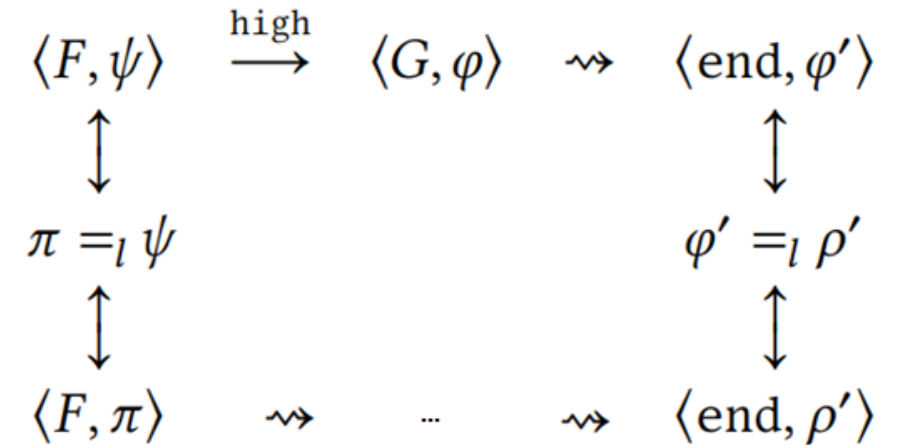 high
⟨F, ψ⟩ ⟶ ⟨G, φ⟩ ⇝ ⟨end, φ′⟩
↕ ↕
π =ₗ ψ φ′ =ₗ ρ′
↕ ↕
⟨F, π⟩ ⇝ ... ⇝ ⟨end, ρ′⟩